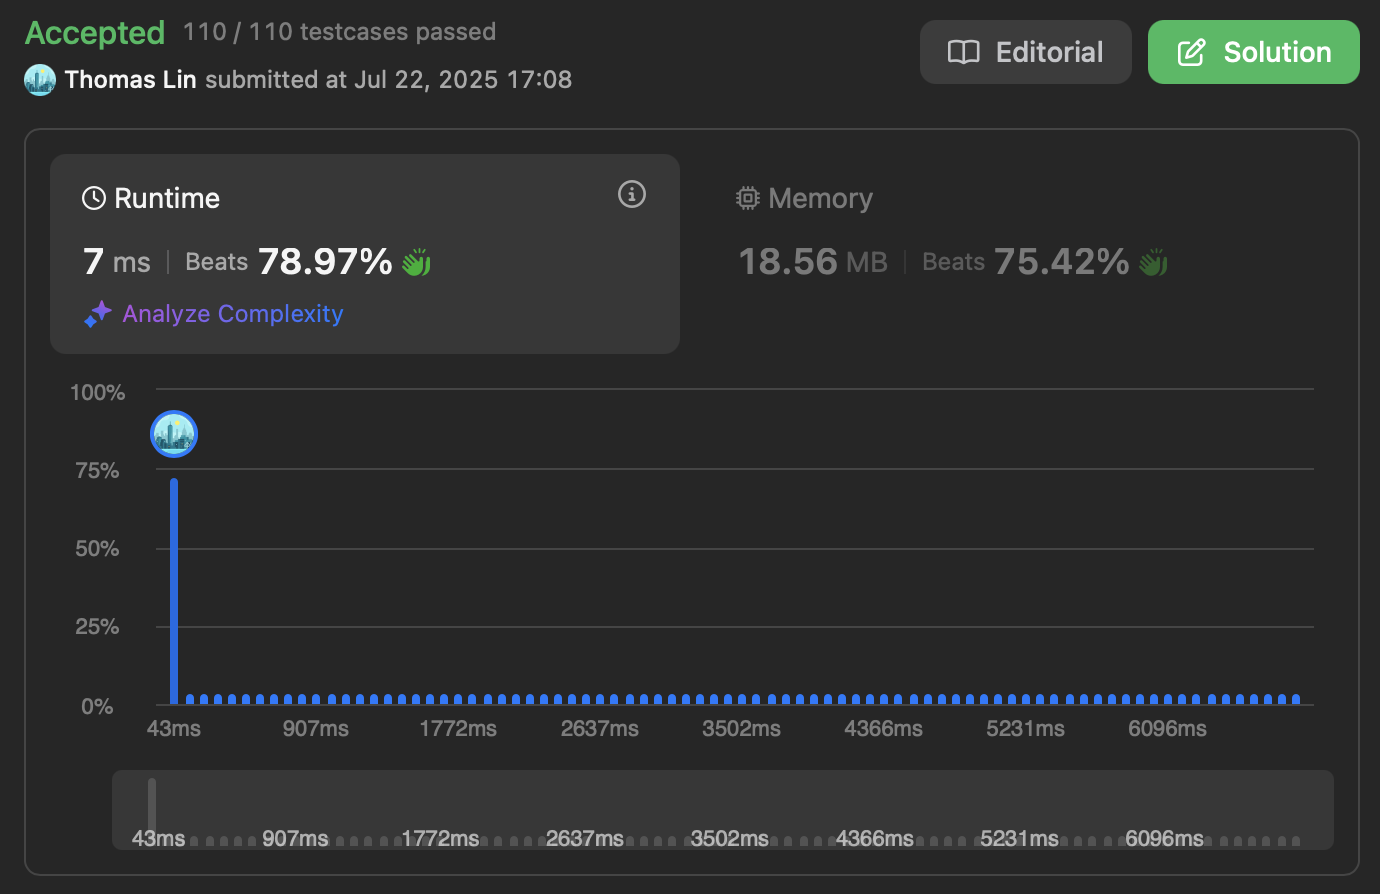 Accepted 110 / 110 testcases passed
Editorial
Solution
Thomas Lin submitted at Jul 22, 2025 17:08
Runtime
Memory
7 ms | Beats 78.97%
18.56 MB | Beats 75.42%
Analyze Complexity
100%
75%
50%
25%
0%
43ms 907ms 1772ms 2637ms 3502ms 4366ms 5231ms 6096ms
43ms 907ms 1772ms 2637ms 3502ms 4366ms 5231ms 6096ms